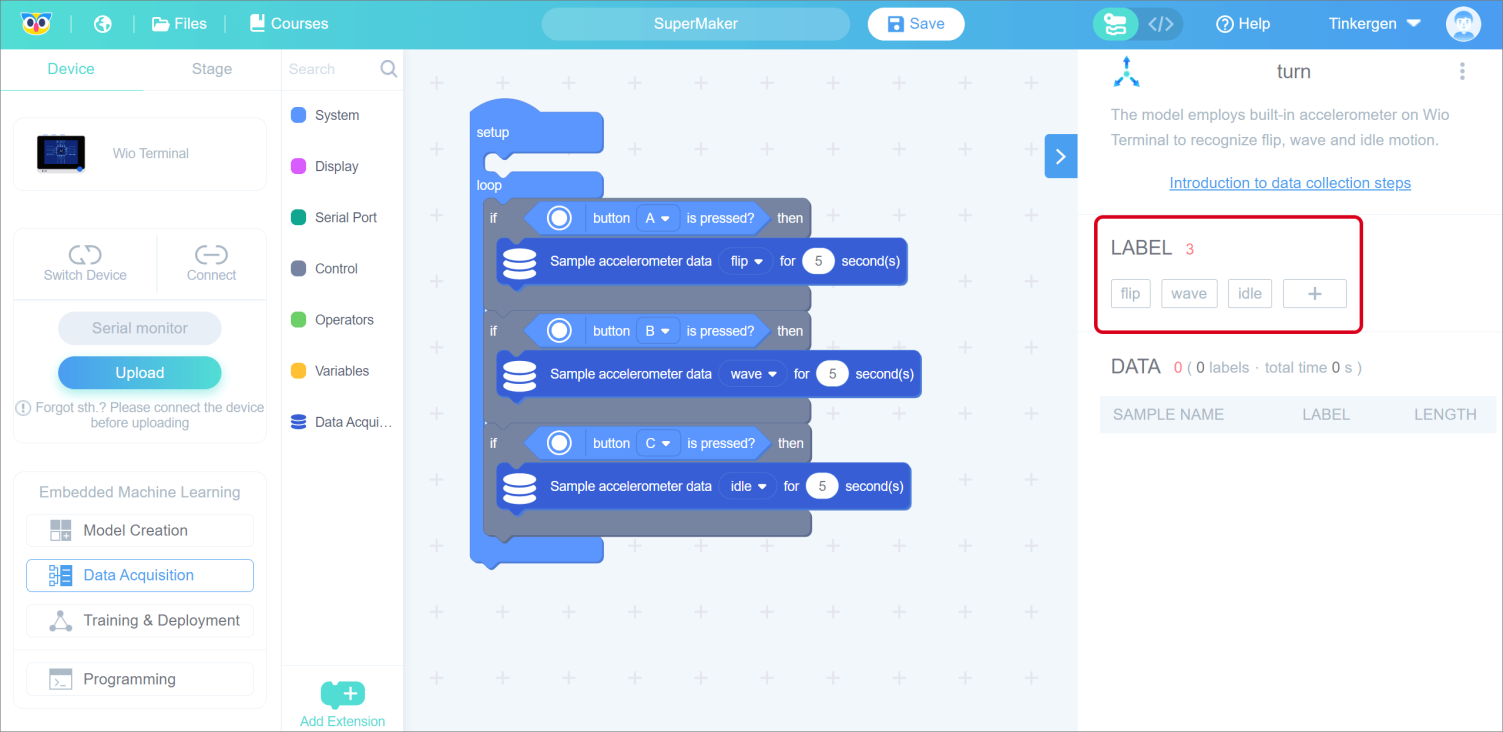 Files
Courses
SuperMaker
Save
</>
Help
Tinkergen
Device
Stage
Search
Wio Terminal
Switch Device
Connect
Serial monitor
Upload
Forgot sth.? Please connect the device
before uploading
Embedded Machine Learning
Model Creation
Data Acquisition
Training & Deployment
Programming
System
Display
Serial Port
Control
Operators
Variables
Data Acqui...
Add Extension
setup
loop
if button A is pressed? then
Sample accelerometer data flip for 5 second(s)
if button B is pressed? then
Sample accelerometer data wave for 5 second(s)
if button C is pressed? then
Sample accelerometer data idle for 5 second(s)
turn
The model employs built-in accelerometer on Wio
Terminal to recognize flip, wave and idle motion.
Introduction to data collection steps
LABEL 3
flip wave idle +
DATA 0 ( 0 labels · total time 0 s )
SAMPLE NAME LABEL LENGTH